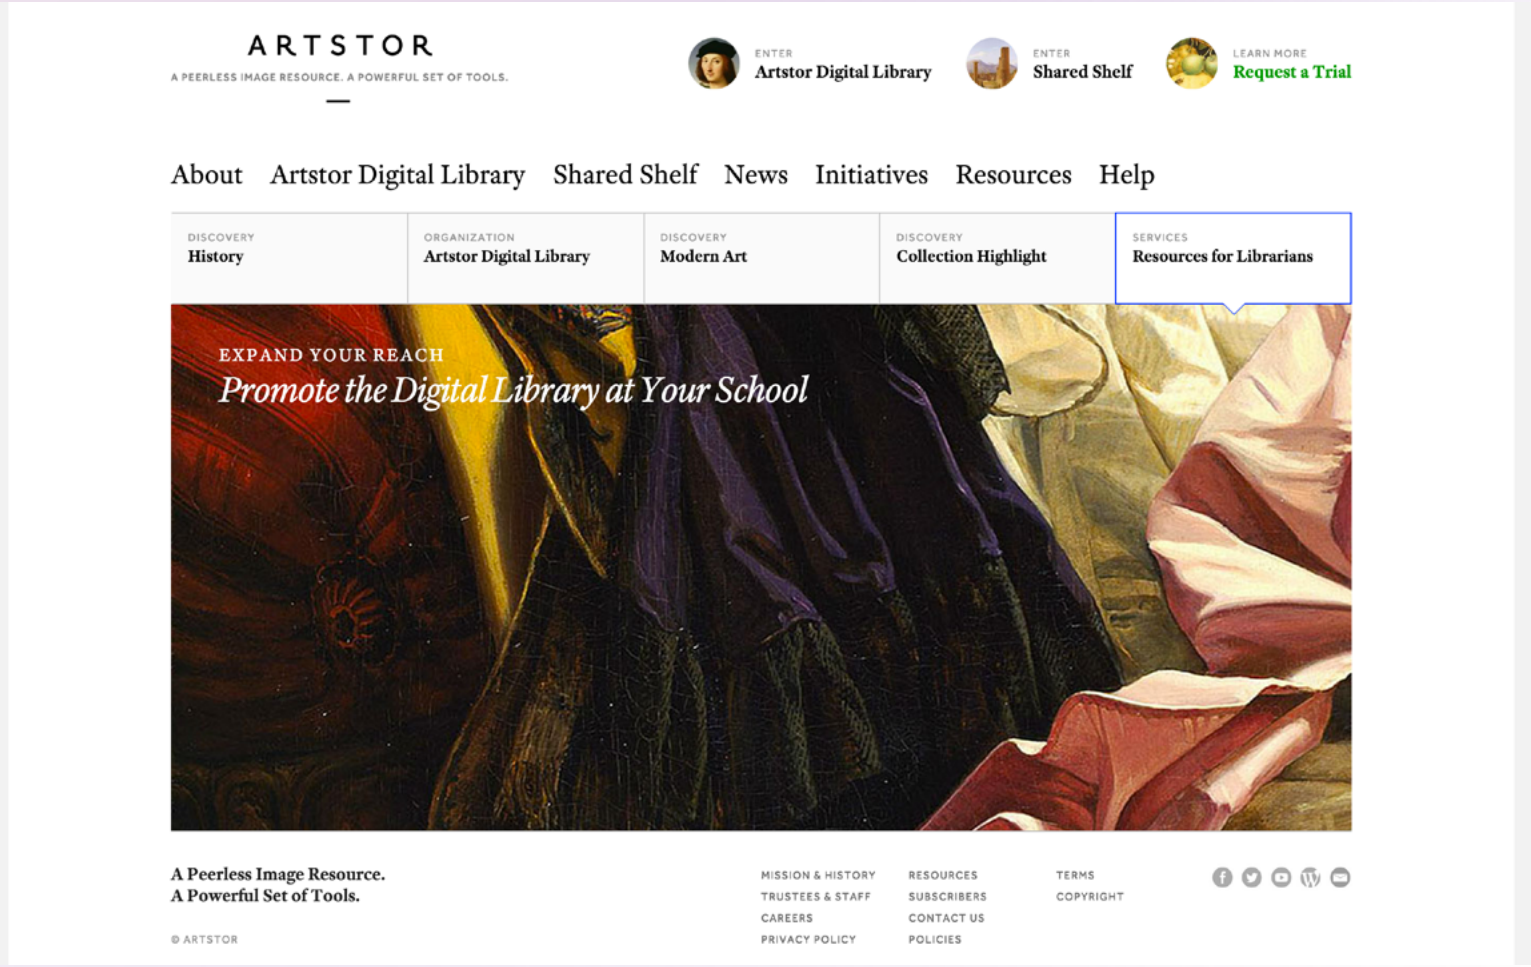 ARTSTOR
A PEERLESS IMAGE RESOURCE. A POWERFUL SET OF TOOLS.
ENTER
Artstor Digital Library
ENTER
Shared Shelf
LEARN MORE
Request a Trial
About Artstor Digital Library Shared Shelf News Initiatives Resources Help
DISCOVERY
History
ORGANIZATION
Artstor Digital Library
DISCOVERY
Modern Art
DISCOVERY
Collection Highlight
SERVICES
Resources for Librarians
EXPAND YOUR REACH
Promote the Digital Library at Your School
A Peerless Image Resource.
A Powerful Set of Tools.
© ARTSTOR
MISSION & HISTORY
TRUSTEES & STAFF
CAREERS
PRIVACY POLICY
RESOURCES
SUBSCRIBERS
CONTACT US
POLICIES
TERMS
COPYRIGHT